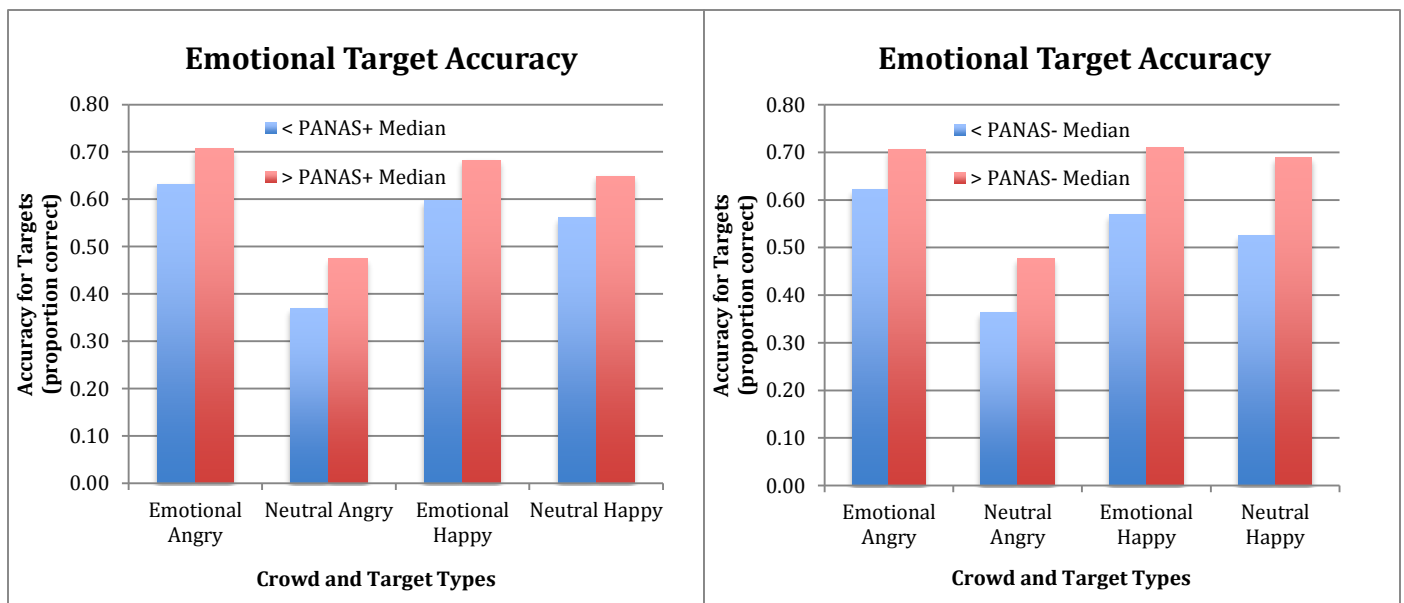 Emotional Target Accuracy
0.80
0.70
0.60
0.50
0.40
0.30
0.20
0.10
0.00
Accuracy for Targets
(proportion correct)
< PANAS+ Median
> PANAS+ Median
Emotional
Angry
Neutral Angry
Emotional
Happy
Neutral Happy
Crowd and Target Types
Emotional Target Accuracy
0.80
0.70
0.60
0.50
0.40
0.30
0.20
0.10
0.00
Accuracy for Targets
(proportion correct)
< PANAS- Median
> PANAS- Median
Emotional
Angry
Neutral
Angry
Emotional
Happy
Neutral
Happy
Crowd and Target Types